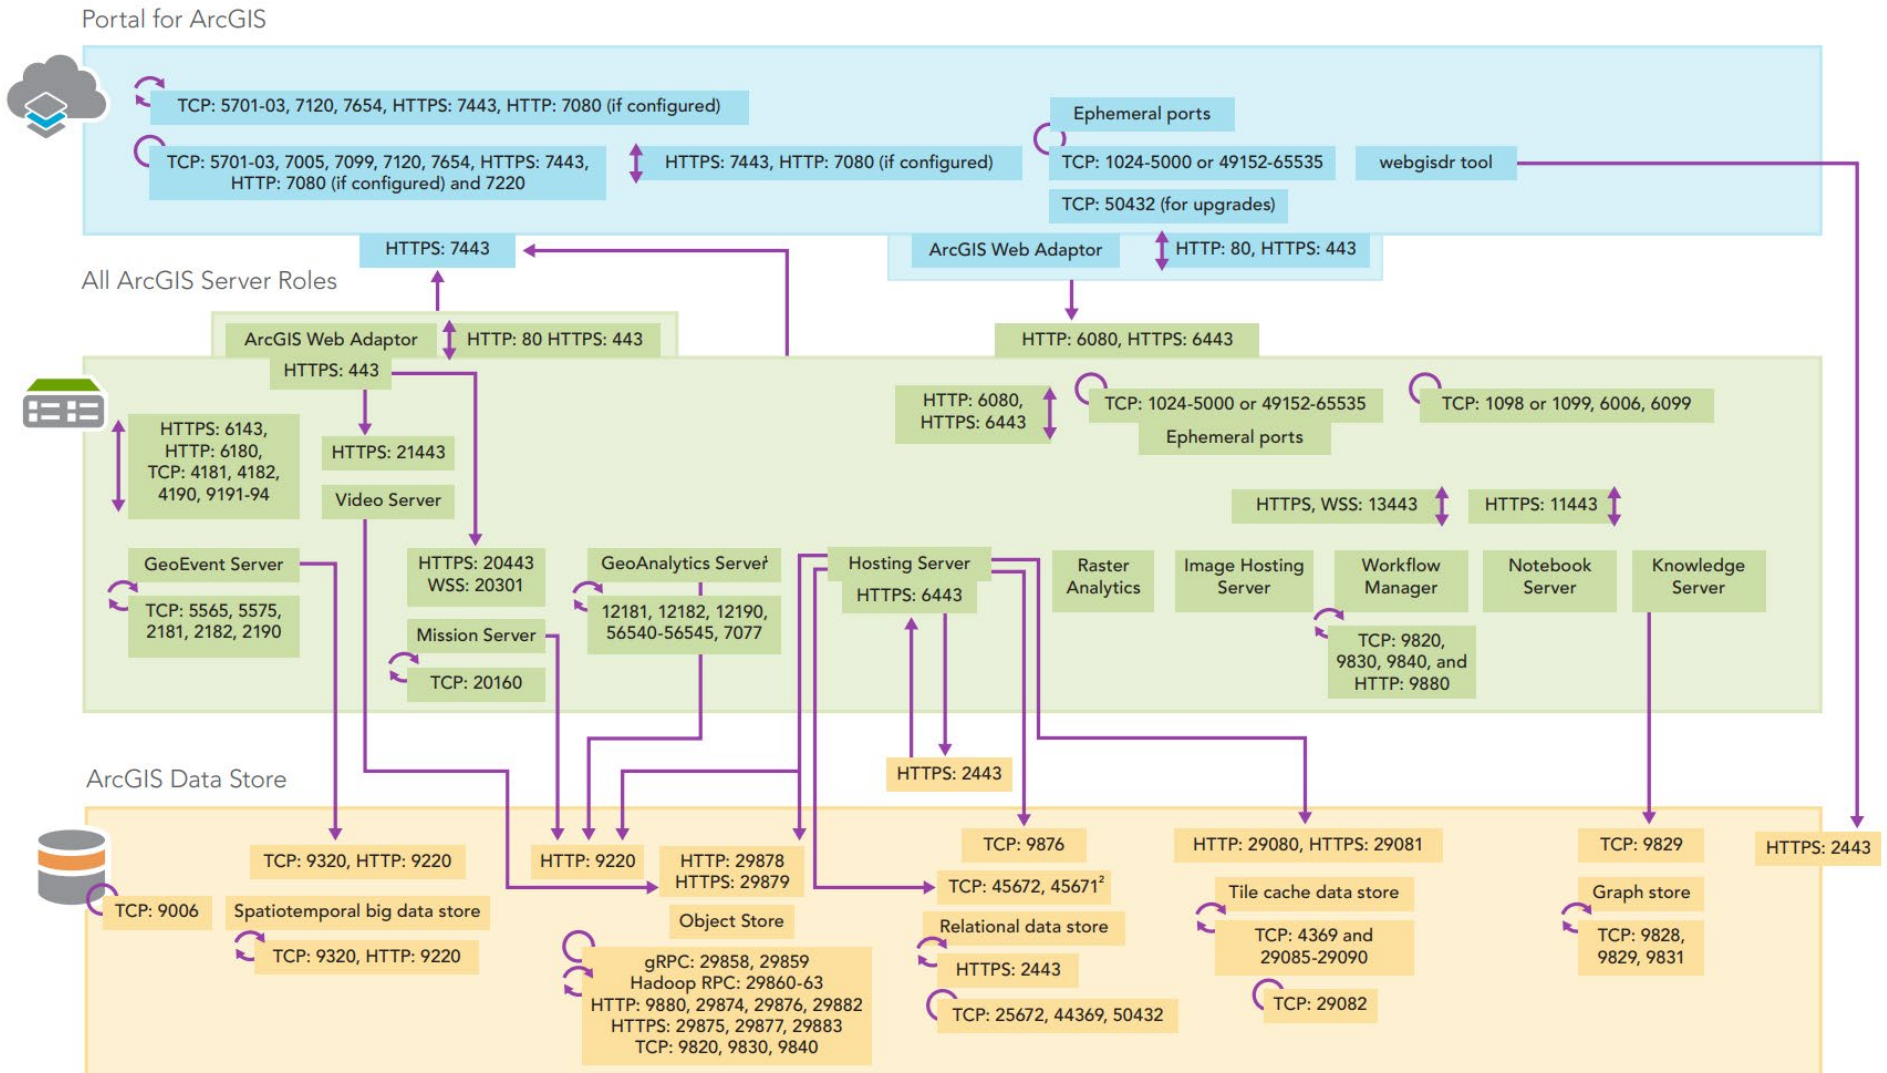 Portal for ArcGIS
TCP: 5701-03, 7120, 7654, HTTPS: 7443, HTTP: 7080 (if configured)
TCP: 5701-03, 7005, 7099, 7120, 7654, HTTPS: 7443,
HTTP: 7080 (if configured) and 7220
HTTPS: 7443, HTTP: 7080 (if configured)
Ephemeral ports
TCP: 1024-5000 or 49152-65535
TCP: 50432 (for upgrades)
webgisdr tool
HTTPS: 7443
ArcGIS Web Adaptor
HTTP: 80, HTTPS: 443
All ArcGIS Server Roles
ArcGIS Web Adaptor
HTTP: 80 HTTPS: 443
HTTPS: 443
HTTP: 6080, HTTPS: 6443
HTTP: 6080,
HTTPS: 6443
TCP: 1024-5000 or 49152-65535
Ephemeral ports
TCP: 1098 or 1099, 6006, 6099
HTTPS: 6143,
HTTP: 6180,
TCP: 4181, 4182,
4190, 9191-94
HTTPS: 21443
Video Server
HTTPS, WSS: 13443
HTTPS: 11443
GeoEvent Server
TCP: 5565, 5575,
2181, 2182, 2190
HTTPS: 20443
WSS: 20301
Mission Server
TCP: 20160
GeoAnalytics Server¹
12181, 12182, 12190,
56540-56545, 7077
Hosting Server
HTTPS: 6443
Raster
Analytics
Image Hosting
Server
Workflow
Manager
TCP: 9820,
9830, 9840, and
HTTP: 9880
Notebook
Server
Knowledge
Server
ArcGIS Data Store
HTTPS: 2443
TCP: 9006
TCP: 9320, HTTP: 9220
Spatiotemporal big data store
TCP: 9320, HTTP: 9220
HTTP: 9220
HTTP: 29878
HTTPS: 29879
Object Store
gRPC: 29858, 29859
Hadoop RPC: 29860-63
HTTP: 9880, 29874, 29876, 29882
HTTPS: 29875, 29877, 29883
TCP: 9820, 9830, 9840
TCP: 9876
TCP: 45672, 45671²
Relational data store
HTTPS: 2443
TCP: 25672, 44369, 50432
HTTP: 29080, HTTPS: 29081
Tile cache data store
TCP: 4369 and
29085-29090
TCP: 29082
TCP: 9829
Graph store
TCP: 9828,
9829, 9831
HTTPS: 2443